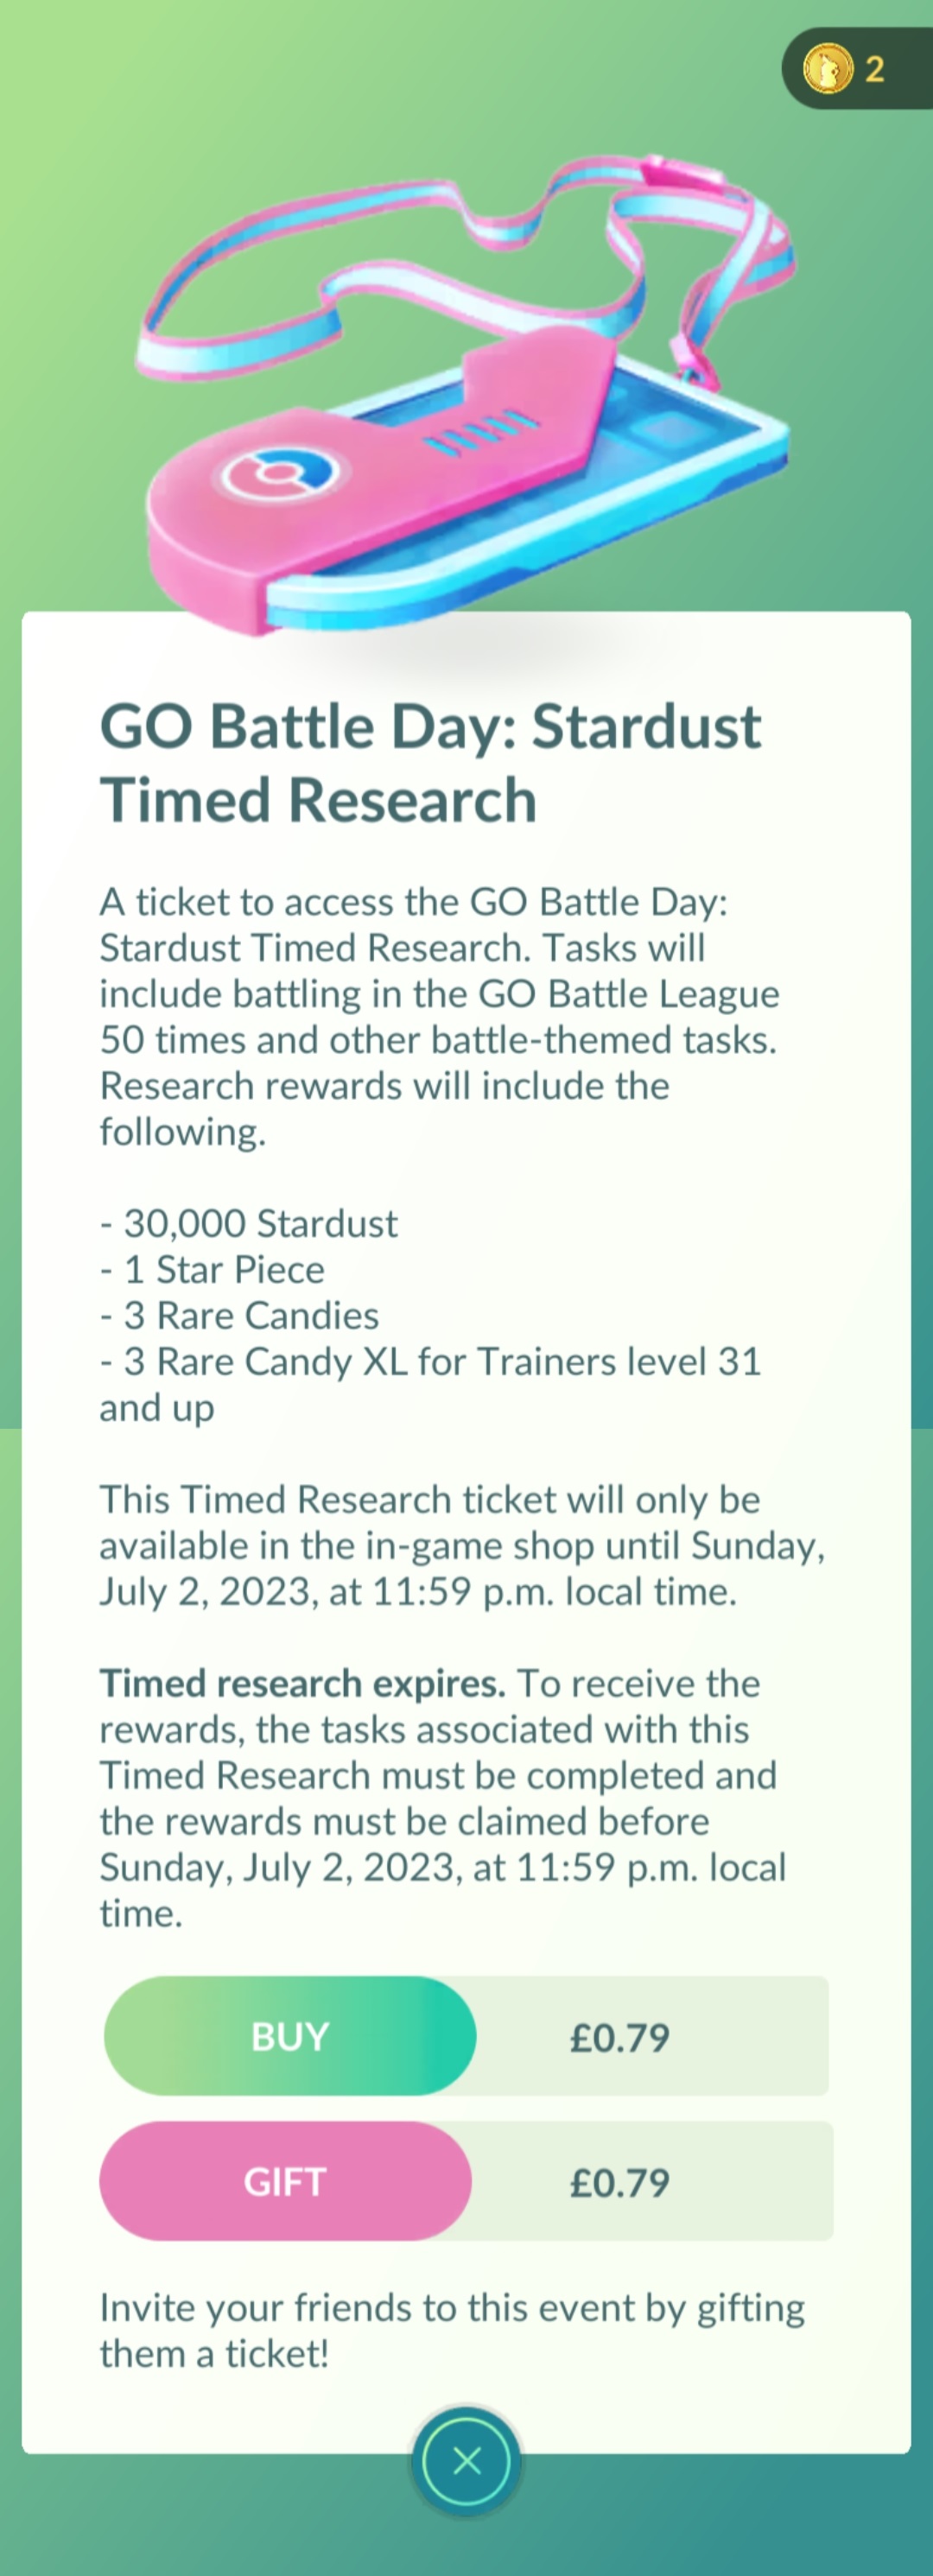 2
GO Battle Day: Stardust
Timed Research
A ticket to access the GO Battle Day:
Stardust Timed Research. Tasks will
include battling in the GO Battle League
50 times and other battle-themed tasks.
Research rewards will include the
following.
- 30,000 Stardust
- 1 Star Piece
- 3 Rare Candies
- 3 Rare Candy XL for Trainers level 31
and up
This Timed Research ticket will only be
available in the in-game shop until Sunday,
July 2, 2023, at 11:59 p.m. local time.
Timed research expires. To receive the
rewards, the tasks associated with this
Timed Research must be completed and
the rewards must be claimed before
Sunday, July 2, 2023, at 11:59 p.m. local
time.
BUY £0.79
GIFT £0.79
Invite your friends to this event by gifting
them a ticket!